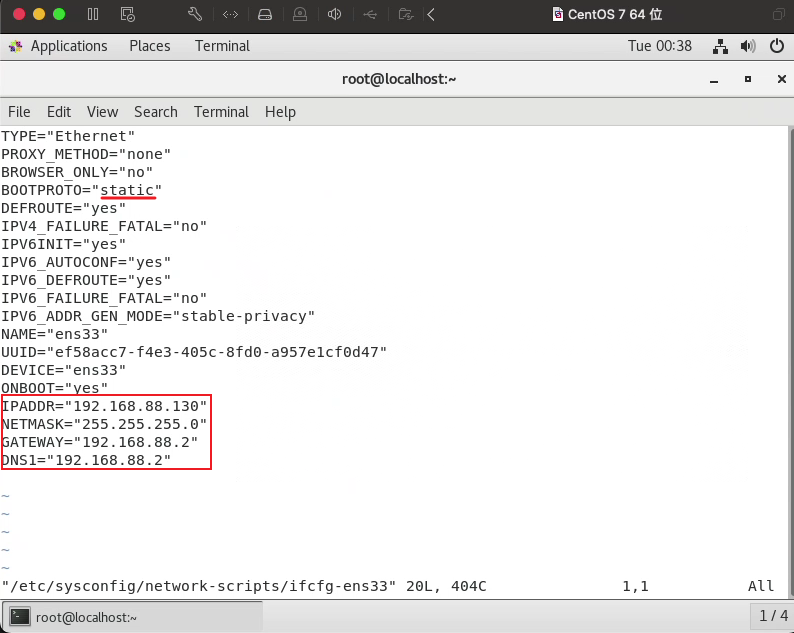 CentOS 7 64 位
Applications Places Terminal Tue 00:38
root@localhost:~
File Edit View Search Terminal Help
TYPE="Ethernet"
PROXY_METHOD="none"
BROWSER_ONLY="no"
BOOTPROTO="static"
DEFROUTE="yes"
IPV4_FAILURE_FATAL="no"
IPV6INIT="yes"
IPV6_AUTOCONF="yes"
IPV6_DEFROUTE="yes"
IPV6_FAILURE_FATAL="no"
IPV6_ADDR_GEN_MODE="stable-privacy"
NAME="ens33"
UUID="ef58acc7-f4e3-405c-8fd0-a957e1cf0d47"
DEVICE="ens33"
ONBOOT="yes"
IPADDR="192.168.88.130"
NETMASK="255.255.255.0"
GATEWAY="192.168.88.2"
DNS1="192.168.88.2"
~
~
~
~
~
"/etc/sysconfig/network-scripts/ifcfg-ens33" 20L, 404C 1,1 All
root@localhost:~ 1 / 4